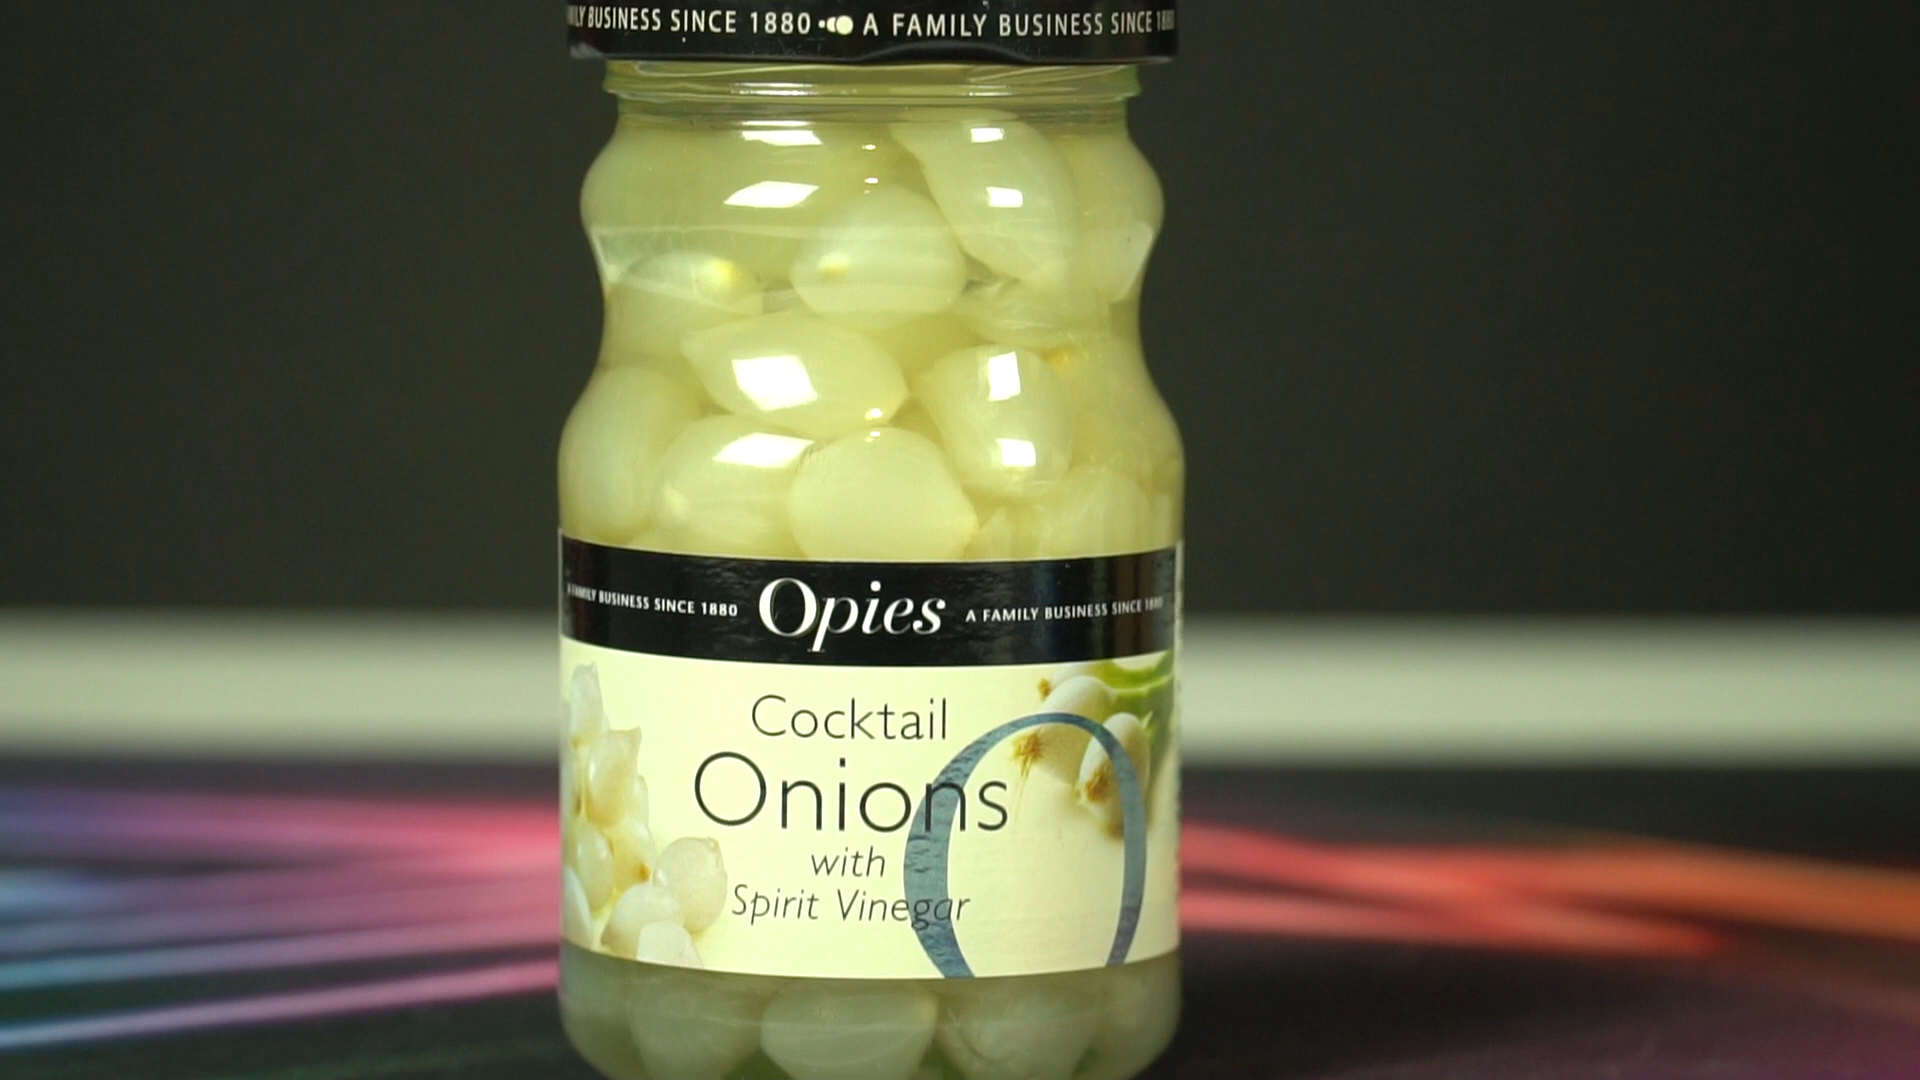 BUSINESS SINCE 1880 A FAMILY BUSINESS SINCE 1880
A FAMILY BUSINESS SINCE 1880 Opies A FAMILY BUSINESS SINCE 1880
Cocktail
Onions
with
Spirit Vinegar